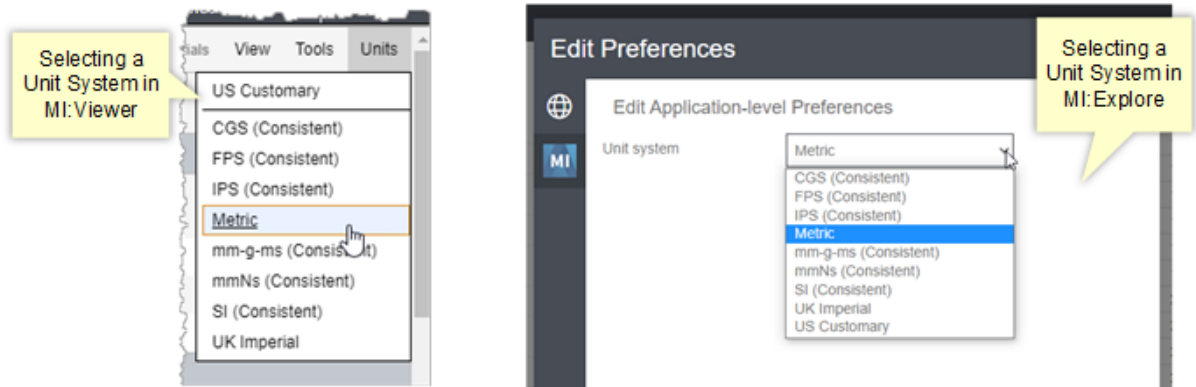 Selecting a
Unit System in
MI:Viewer
View Tools Units
US Customary
CGS (Consistent)
FPS (Consistent)
IPS (Consistent)
Metric
mm-g-ms (Consistent)
mmNs (Consistent)
SI (Consistent)
UK Imperial
Edit Preferences
Edit Application-level Preferences
MI
Unit system
Metric
CGS (Consistent)
FPS (Consistent)
IPS (Consistent)
Metric
mm-g-ms (Consistent)
mmNs (Consistent)
SI (Consistent)
UK Imperial
US Customary
Selecting a
Unit System in
MI:Explore